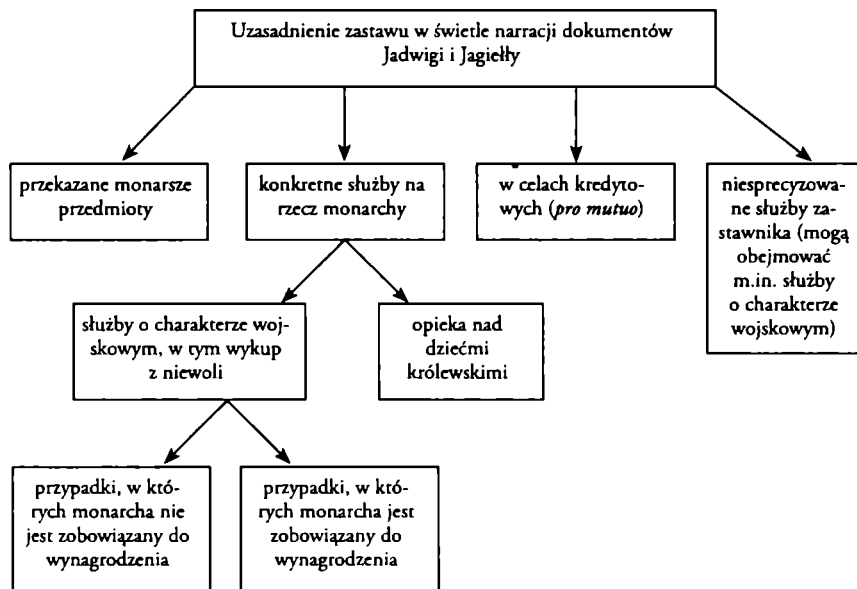 Uzasadnienie zastawu w świetle narracji dokumentów
Jadwigi i Jagiełły
przekazane monarsze
przedmioty
konkretne służby na
rzecz monarchy
w celach kredyto-
wych (pro mutuo)
niesprecyzowa-
ne służby za-
stawnika (mogą
obejmować
m.in. służby
o charakterze
wojskowym)
służby o charakterze woj-
skowym, w tym wykup
z niewoli
opieka nad
dziećmi
królewskimi
przypadki, w któ-
rych monarcha nie
jest zobowiązany do
wynagrodzenia
przypadki, w któ-
rych monarcha jest
zobowiązany do
wynagrodzenia